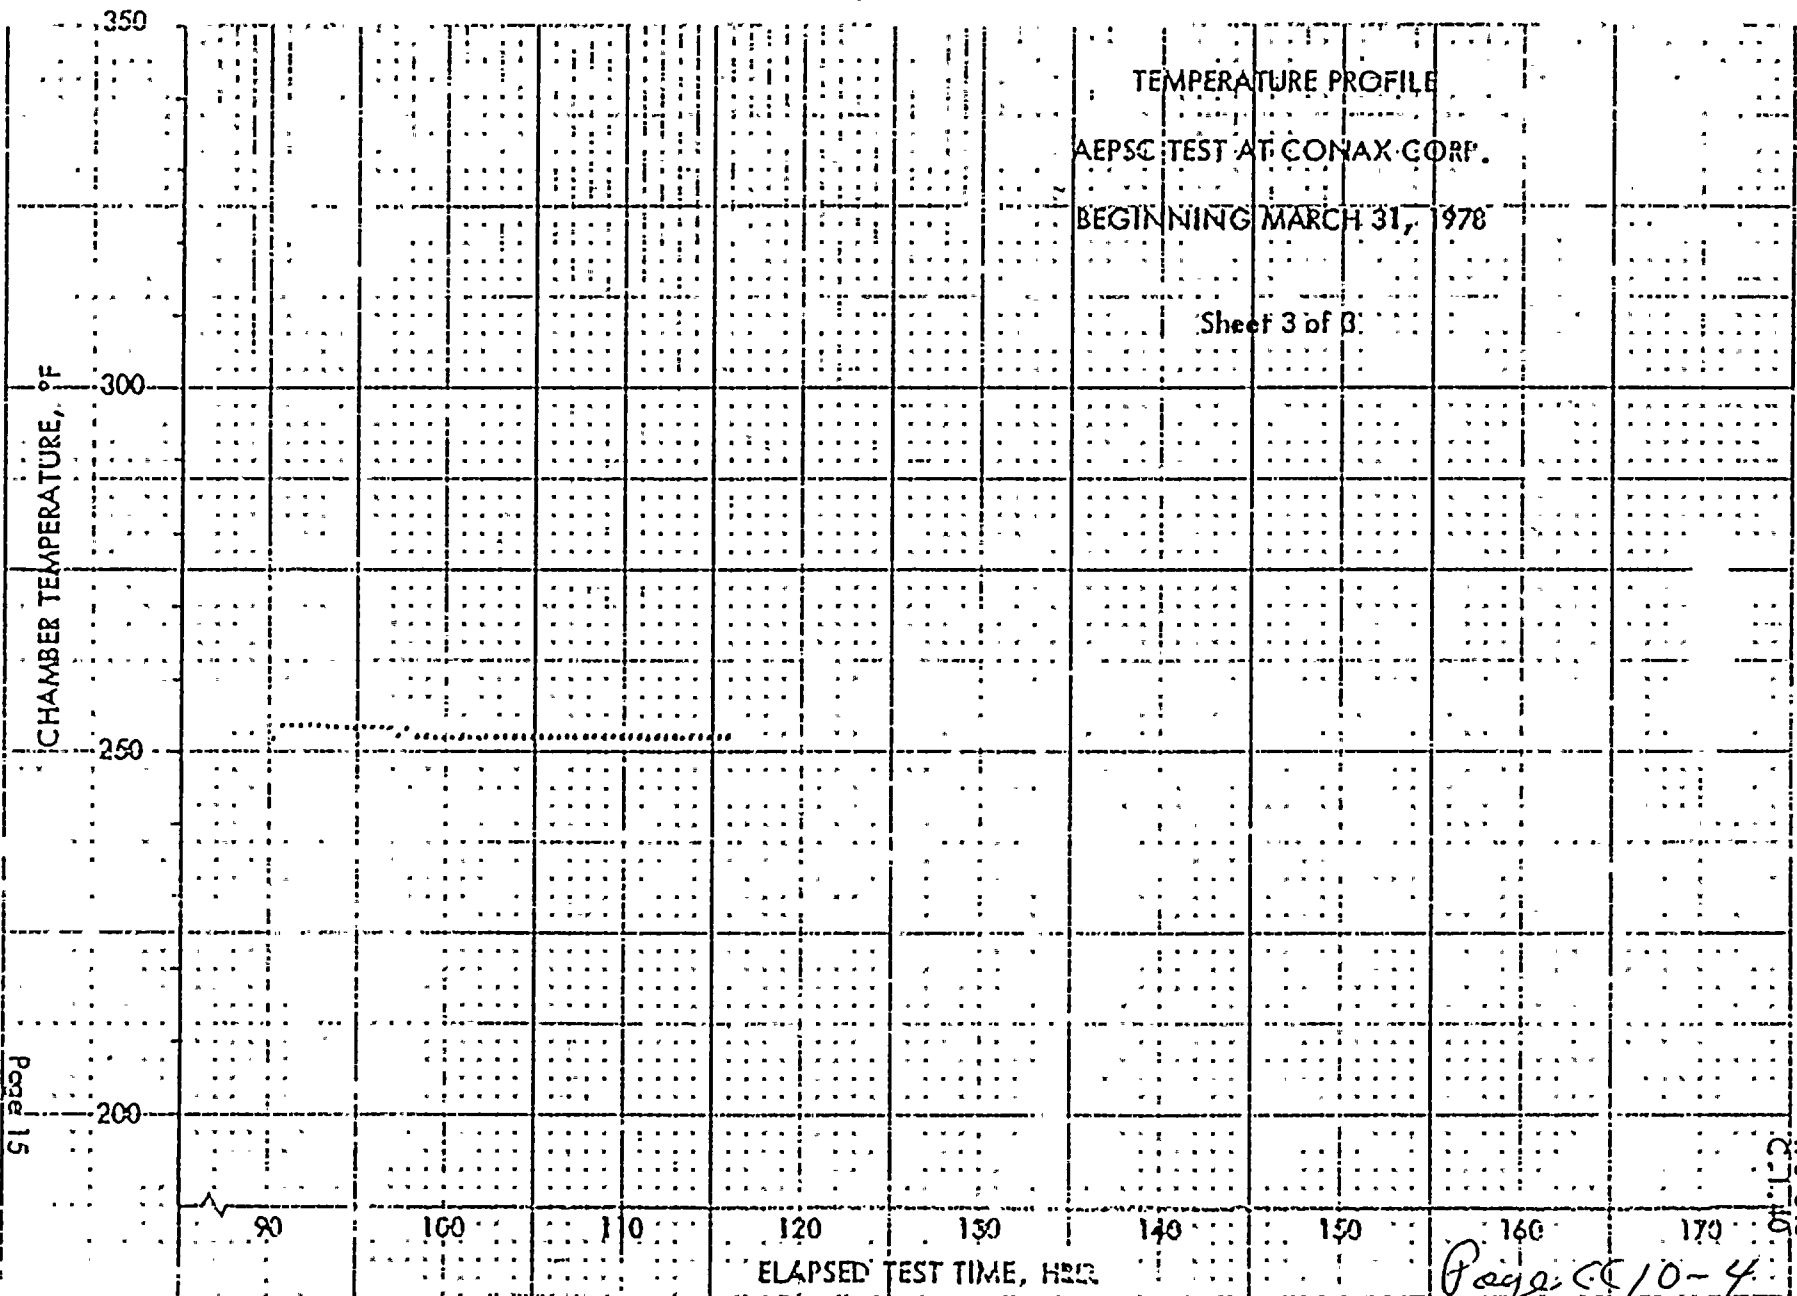 TEMPERATURE PROFILE
AEPSC TEST AT CONAX CORP.
BEGINNING MARCH 31, 1978
Sheet 3 of 3
CHAMBER TEMPERATURE, °F
350
300
250
200
90 100 110 120 130 140 150 160 170
ELAPSED TEST TIME, HRS.
Page 15
Page CC 10-4